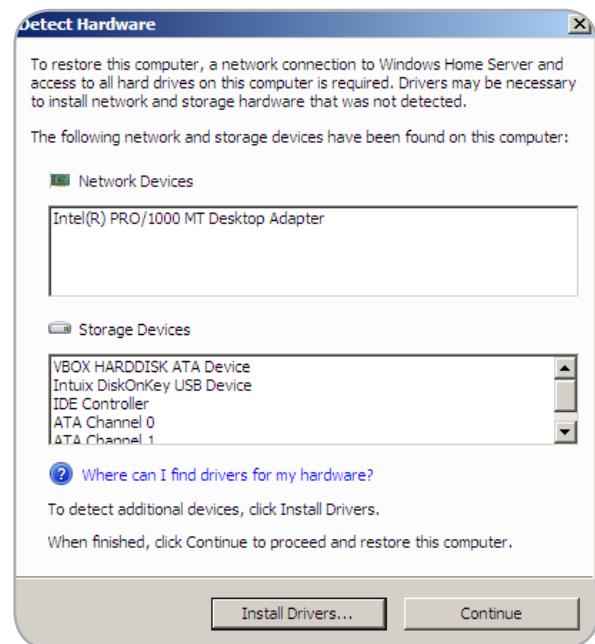 Detect Hardware
To restore this computer, a network connection to Windows Home Server and
access to all hard drives on this computer is required. Drivers may be necessary
to install network and storage hardware that was not detected.
The following network and storage devices have been found on this computer:
Network Devices
Intel(R) PRO/1000 MT Desktop Adapter
Storage Devices
VBOX HARDDISK ATA Device
Intuix DiskOnKey USB Device
IDE Controller
ATA Channel 0
ATA Channel 1
Where can I find drivers for my hardware?
To detect additional devices, click Install Drivers.
When finished, click Continue to proceed and restore this computer.
Install Drivers... Continue